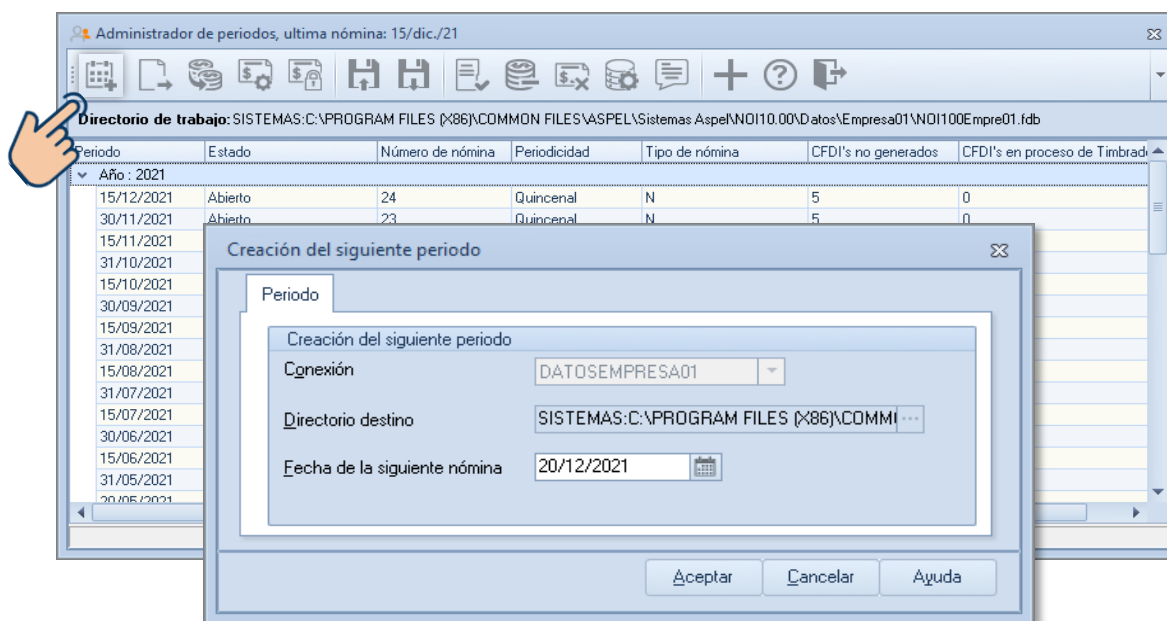 Administrador de periodos, ultima nómina: 15/dic./21
Directorio de trabajo: SISTEMAS:C:\PROGRAM FILES (X86)\COMMON FILES\ASPEL\Sistemas Aspel\NOI10.00\Datos\Empresa01\NOI100Empre01.fdb
Periodo Estado Número de nómina Periodicidad Tipo de nómina CFDI's no generados CFDI's en proceso de Timbrado
Año : 2021
15/12/2021 Abierto 24 Quincenal N 5 0
30/11/2021 Abierto 23 Quincenal N 5 0
15/11/2021
31/10/2021
15/10/2021
30/09/2021
15/09/2021
31/08/2021
15/08/2021
31/07/2021
15/07/2021
30/06/2021
15/06/2021
31/05/2021
20/05/2021
Creación del siguiente periodo
Periodo
Creación del siguiente periodo
Conexión DATOSEMPRESA01
Directorio destino SISTEMAS:C:\PROGRAM FILES (X86)\COMM
Fecha de la siguiente nómina 20/12/2021
Aceptar Cancelar Ayuda